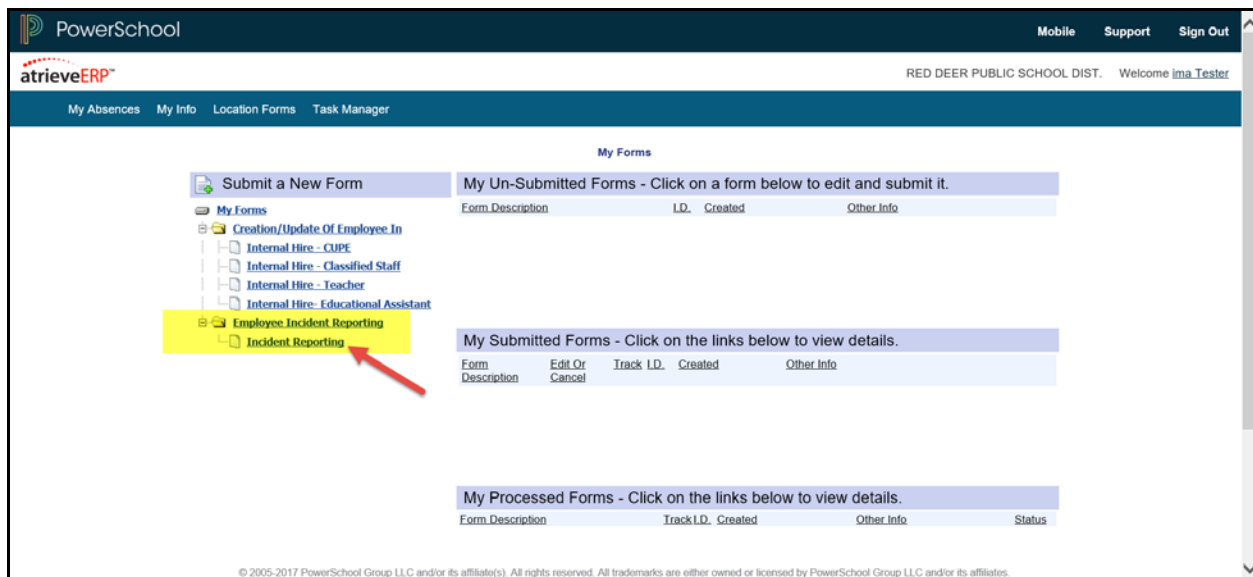 PowerSchool
Mobile Support Sign Out
atrieveERP™
RED DEER PUBLIC SCHOOL DIST. Welcome ima Tester
My Absences My Info Location Forms Task Manager
My Forms
Submit a New Form
My Forms
Creation/Update Of Employee In
Internal Hire - CUPE
Internal Hire - Classified Staff
Internal Hire - Teacher
Internal Hire- Educational Assistant
Employee Incident Reporting
Incident Reporting
My Un-Submitted Forms - Click on a form below to edit and submit it.
Form Description I.D. Created Other Info
My Submitted Forms - Click on the links below to view details.
Form Edit Or Track I.D. Created Other Info
Description Cancel
My Processed Forms - Click on the links below to view details.
Form Description Track I.D. Created Other Info Status
© 2005-2017 PowerSchool Group LLC and/or its affiliate(s). All rights reserved. All trademarks are either owned or licensed by PowerSchool Group LLC and/or its affiliates.